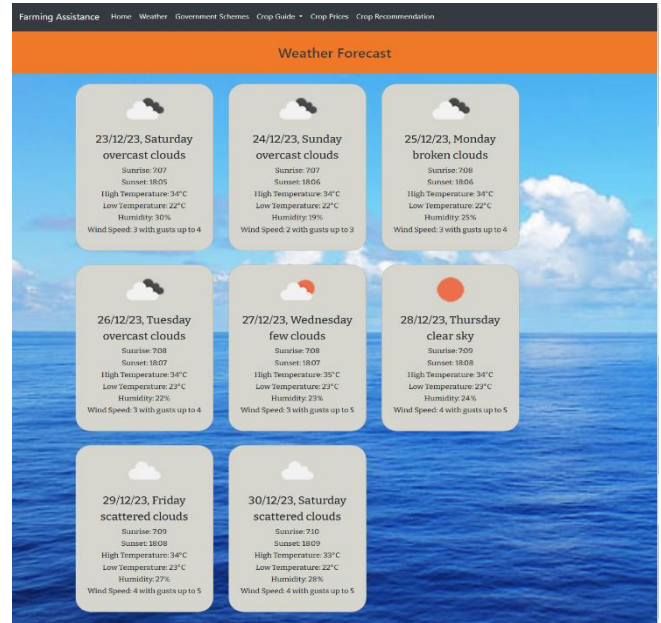 Farming Assistance Home Weather Government Schemes Crop Guide Crop Prices Crop Recommendation
Weather Forecast
23/12/23, Saturday
overcast clouds
Sunrise: 7:07
Sunset: 18:05
High Temperature: 34°C
Low Temperature: 22°C
Humidity: 30%
Wind Speed: 3 with gusts up to 4
24/12/23, Sunday
overcast clouds
Sunrise: 7:07
Sunset: 18:06
High Temperature: 34°C
Low Temperature: 22°C
Humidity: 19%
Wind Speed: 2 with gusts up to 3
25/12/23, Monday
broken clouds
Sunrise: 7:08
Sunset: 18:06
High Temperature: 34°C
Low Temperature: 22°C
Humidity: 25%
Wind Speed: 3 with gusts up to 4
26/12/23, Tuesday
overcast clouds
Sunrise: 7:08
Sunset: 18:07
High Temperature: 34°C
Low Temperature: 23°C
Humidity: 22%
Wind Speed: 3 with gusts up to 4
27/12/23, Wednesday
few clouds
Sunrise: 7:08
Sunset: 18:07
High Temperature: 35°C
Low Temperature: 23°C
Humidity: 23%
Wind Speed: 3 with gusts up to 5
28/12/23, Thursday
clear sky
Sunrise: 7:09
Sunset: 18:08
High Temperature: 34°C
Low Temperature: 23°C
Humidity: 24%
Wind Speed: 4 with gusts up to 5
29/12/23, Friday
scattered clouds
Sunrise: 7:09
Sunset: 18:08
High Temperature: 34°C
Low Temperature: 23°C
Humidity: 27%
Wind Speed: 4 with gusts up to 5
30/12/23, Saturday
scattered clouds
Sunrise: 7:10
Sunset: 18:09
High Temperature: 33°C
Low Temperature: 22°C
Humidity: 28%
Wind Speed: 4 with gusts up to 5